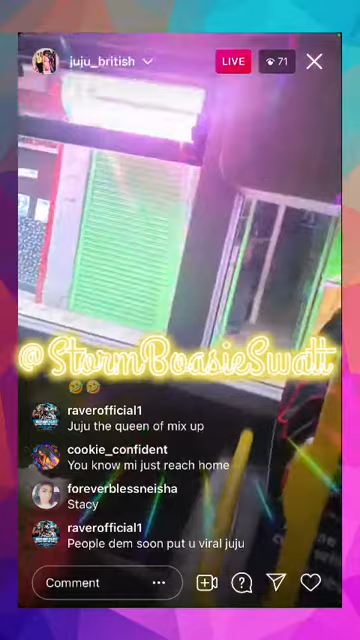 juju_british
LIVE
71
@StormBoasieSwatt
🤣🤣
raverofficial1
Juju the queen of mix up
cookie_confident
You know mi just reach home
foreverblessneisha
Stacy
raverofficial1
People dem soon put u viral juju
Comment